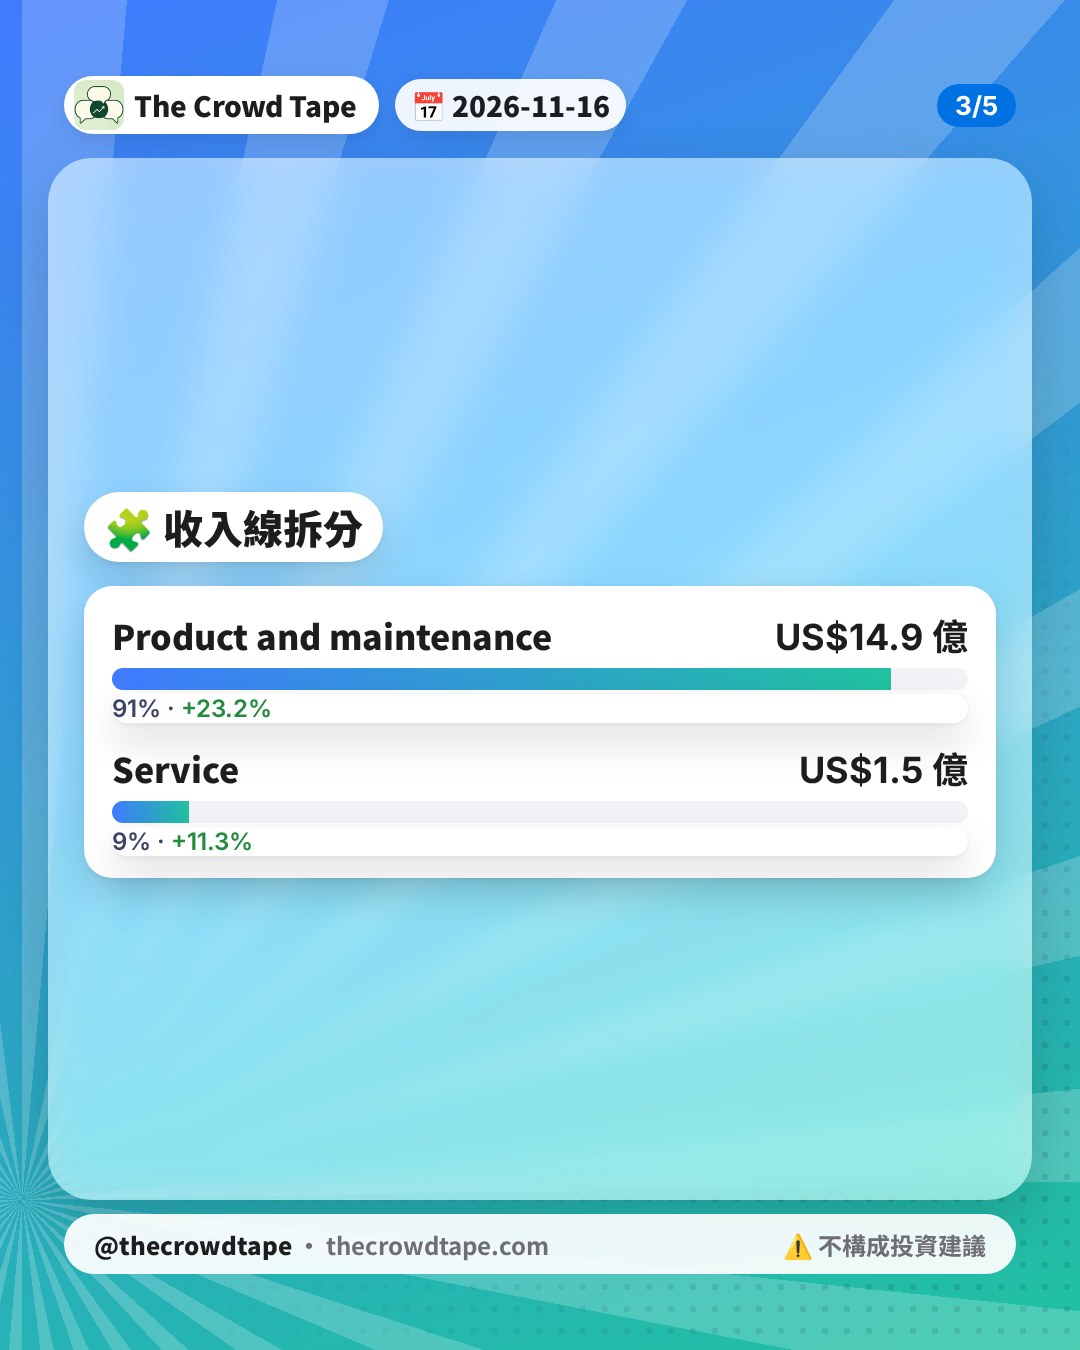 The Crowd Tape
📅 2026-11-16
3/5
🧩 收入線拆分
Product and maintenance
US$14.9 億
91% · +23.2%
Service
US$1.5 億
9% · +11.3%
@thecrowdtape • thecrowdtape.com
⚠️ 不構成投資建議